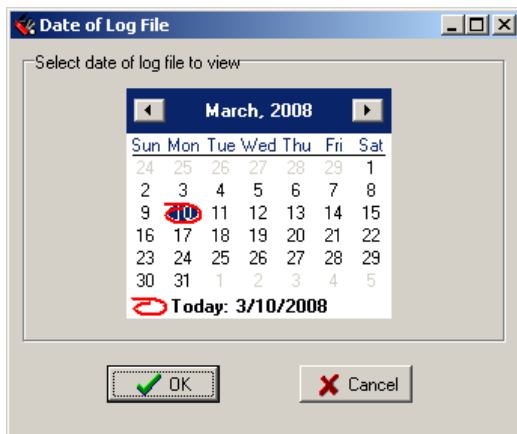 Date of Log File
Select date of log file to view
March, 2008
Sun Mon Tue Wed Thu Fri Sat
24 25 26 27 28 29 1
2 3 4 5 6 7 8
9 10 11 12 13 14 15
16 17 18 19 20 21 22
23 24 25 26 27 28 29
30 31 1 2 3 4 5
Today: 3/10/2008
OK Cancel